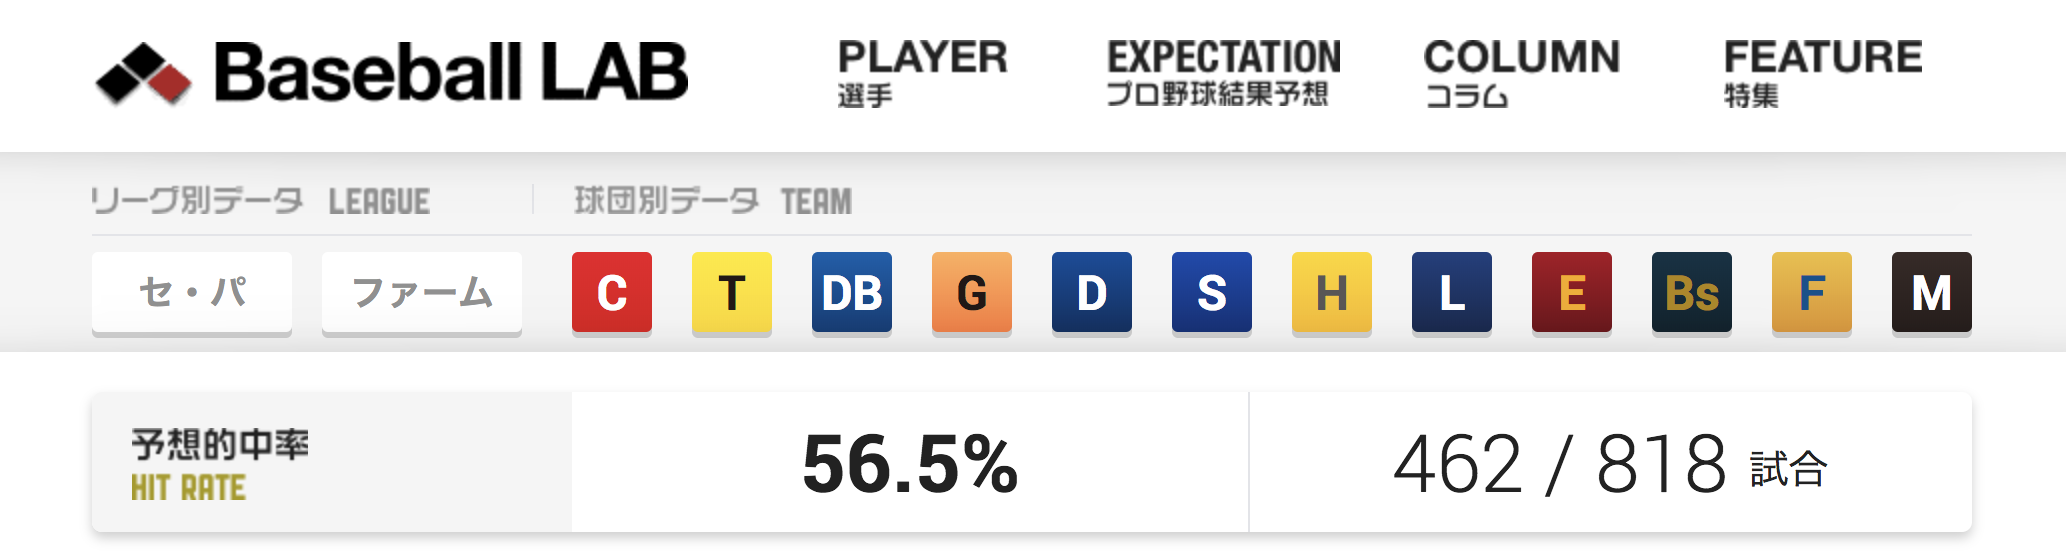 Baseball LAB
PLAYER
選手
EXPECTATION
プロ野球結果予想
COLUMN
コラム
FEATURE
特集
リーグ別データ LEAGUE
球団別データ TEAM
セ・パ
ファーム
C
T
DB
G
D
S
H
L
E
Bs
F
M
予想的中率
HIT RATE
56.5%
462 / 818 試合